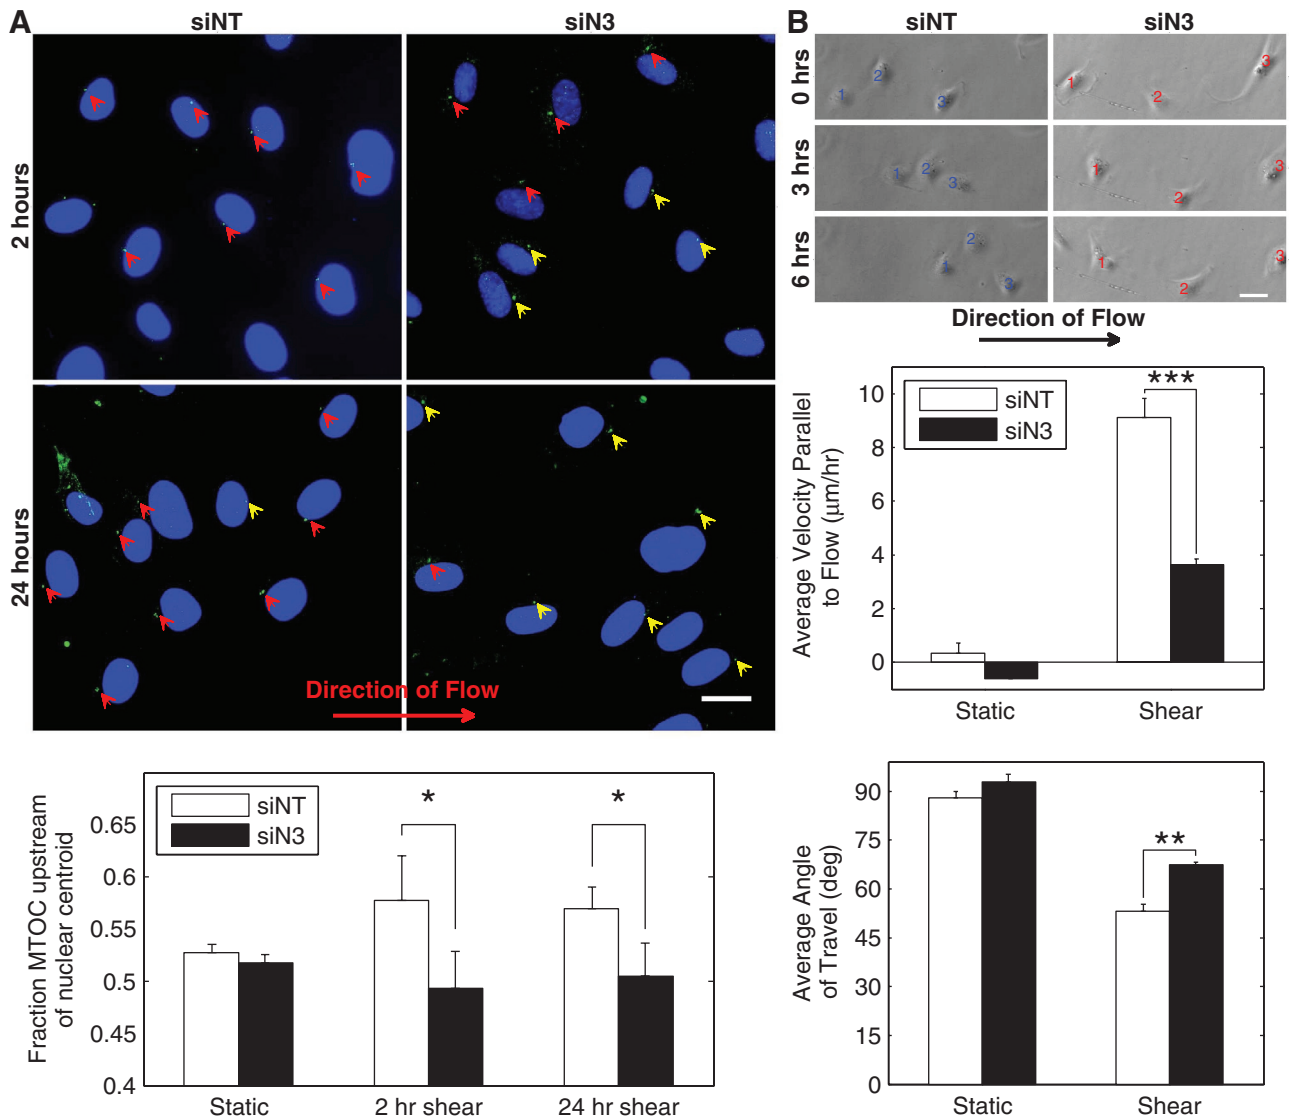 A
siNT
siN3
2 hours
24 hours
Direction of Flow
siNT
siN3
Fraction MTOC upstream
of nuclear centroid
0.65
0.6
0.55
0.5
0.45
0.4
*
*
Static
2 hr shear
24 hr shear
B
siNT
siN3
0 hrs
1
2
3
1
2
3
3 hrs
1
2
3
1
2
3
6 hrs
1
2
3
1
2
3
Direction of Flow
Average Velocity Parallel
to Flow (μm/hr)
10
8
6
4
2
0
siNT
siN3
***
Static
Shear
Average Angle
of Travel (deg)
90
75
60
45
30
15
0
**
Static
Shear